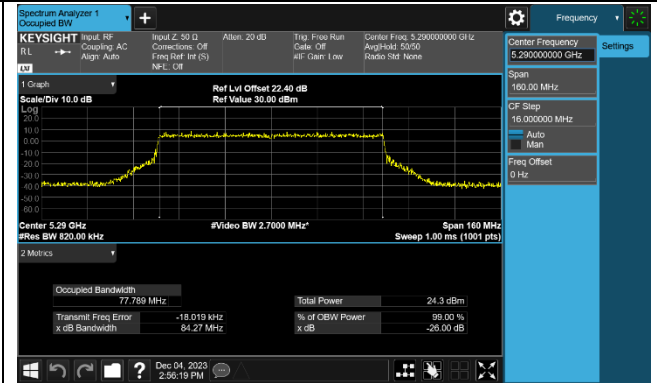 Spectrum Analyzer 1
Occupied BW
+
Frequency
KEYSIGHT
RL
LXI
Input: RF
Coupling: AC
Align: Auto
Input Z: 50 Ω
Corrections: Off
Freq Ref: Int (S)
NFE: Off
Atten: 20 dB
Trig: Free Run
Gate: Off
#IF Gain: Low
Center Freq: 5.290000000 GHz
Avg|Hold: 50/50
Radio Std: None
Center Frequency
5.290000000 GHz
Settings
Span
160.00 MHz
CF Step
16.000000 MHz
Auto
Man
Freq Offset
0 Hz
1 Graph
Scale/Div 10.0 dB
Ref Lvl Offset 22.40 dB
Ref Value 30.00 dBm
Log
20.0
10.0
0.00
-10.0
-20.0
-30.0
-40.0
-50.0
-60.0
Center 5.29 GHz
#Res BW 820.00 kHz
#Video BW 2.7000 MHz*
Span 160 MHz
Sweep 1.00 ms (1001 pts)
2 Metrics
Occupied Bandwidth
77.789 MHz
Total Power 24.3 dBm
Transmit Freq Error -18.019 kHz
% of OBW Power 99.00 %
x dB Bandwidth 84.27 MHz
x dB -26.00 dB
?
Dec 04, 2023
2:56:19 PM